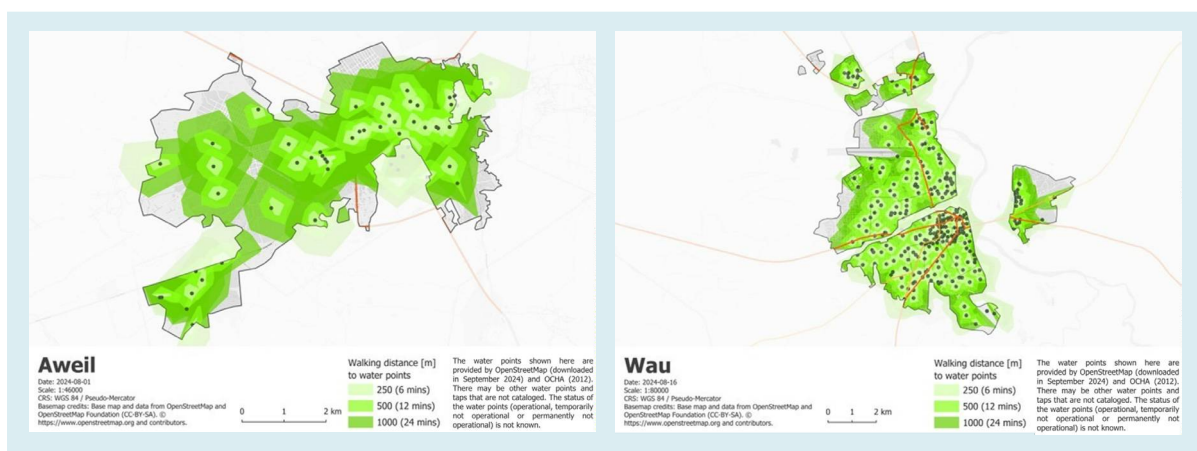 Aweil
Date: 2024-08-01
Scale: 1:46000
CRS: WGS 84 / Pseudo-Mercator
Basemap credits: Base map and data from OpenStreetMap and
OpenStreetMap Foundation (CC-BY-SA). ©
https://www.openstreetmap.org and contributors.
0 1 2 km
Walking distance [m]
to water points
250 (6 mins)
500 (12 mins)
1000 (24 mins)
The water points shown here are
provided by OpenStreetMap (downloaded
in September 2024) and OCHA (2012).
There may be other water points and
taps that are not cataloged. The status of
the water points (operational, temporarily
not operational or permanently not
operational) is not known.
Wau
Date: 2024-08-16
Scale: 1:80000
CRS: WGS 84 / Pseudo-Mercator
Basemap credits: Base map and data from OpenStreetMap and
OpenStreetMap Foundation (CC-BY-SA). ©
https://www.openstreetmap.org and contributors.
0 1 2 km
Walking distance [m]
to water points
250 (6 mins)
500 (12 mins)
1000 (24 mins)
The water points shown here are
provided by OpenStreetMap (downloaded
in September 2024) and OCHA (2012).
There may be other water points and
taps that are not cataloged. The status of
the water points (operational, temporarily
not operational or permanently not
operational) is not known.